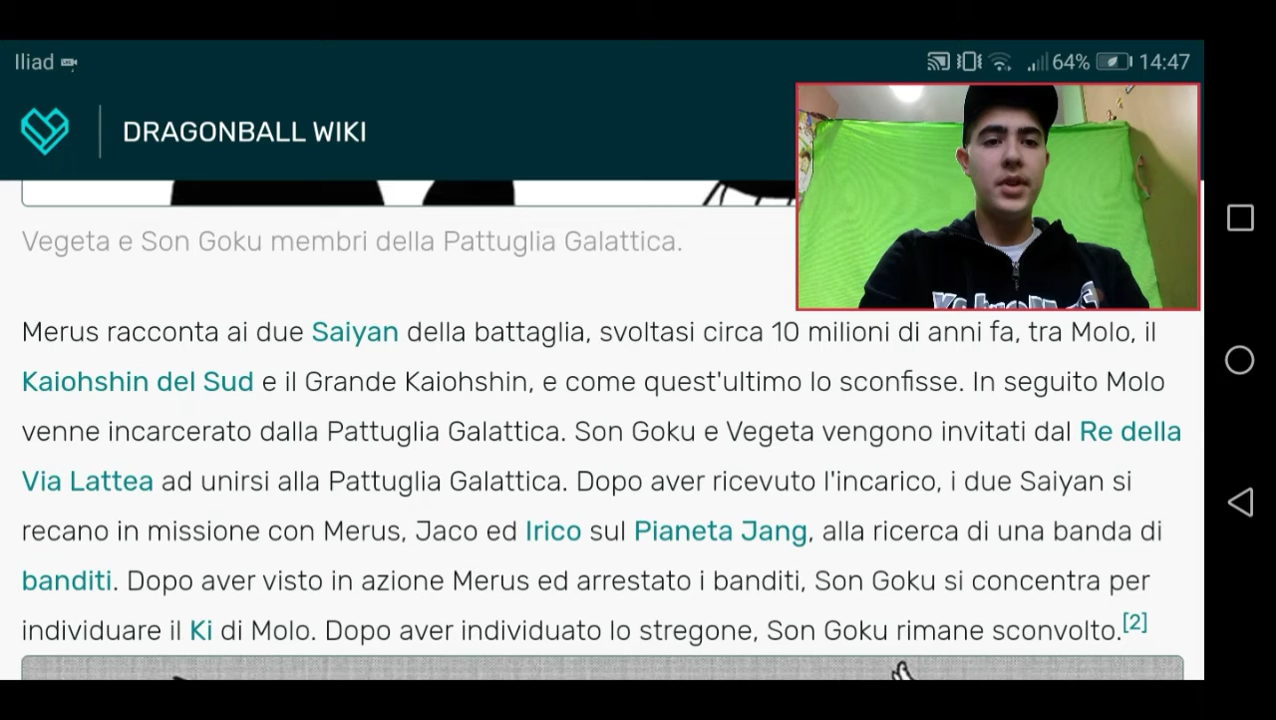 Iliad
64% 14:47
DRAGONBALL WIKI
Vegeta e Son Goku membri della Pattuglia Galattica.
Merus racconta ai due Saiyan della battaglia, svoltasi circa 10 milioni di anni fa, tra Molo, il
Kaiohshin del Sud e il Grande Kaiohshin, e come quest'ultimo lo sconfisse. In seguito Molo
venne incarcerato dalla Pattuglia Galattica. Son Goku e Vegeta vengono invitati dal Re della
Via Lattea ad unirsi alla Pattuglia Galattica. Dopo aver ricevuto l'incarico, i due Saiyan si
recano in missione con Merus, Jaco ed Irico sul Pianeta Jang, alla ricerca di una banda di
banditi. Dopo aver visto in azione Merus ed arrestato i banditi, Son Goku si concentra per
individuare il Ki di Molo. Dopo aver individuato lo stregone, Son Goku rimane sconvolto.[2]